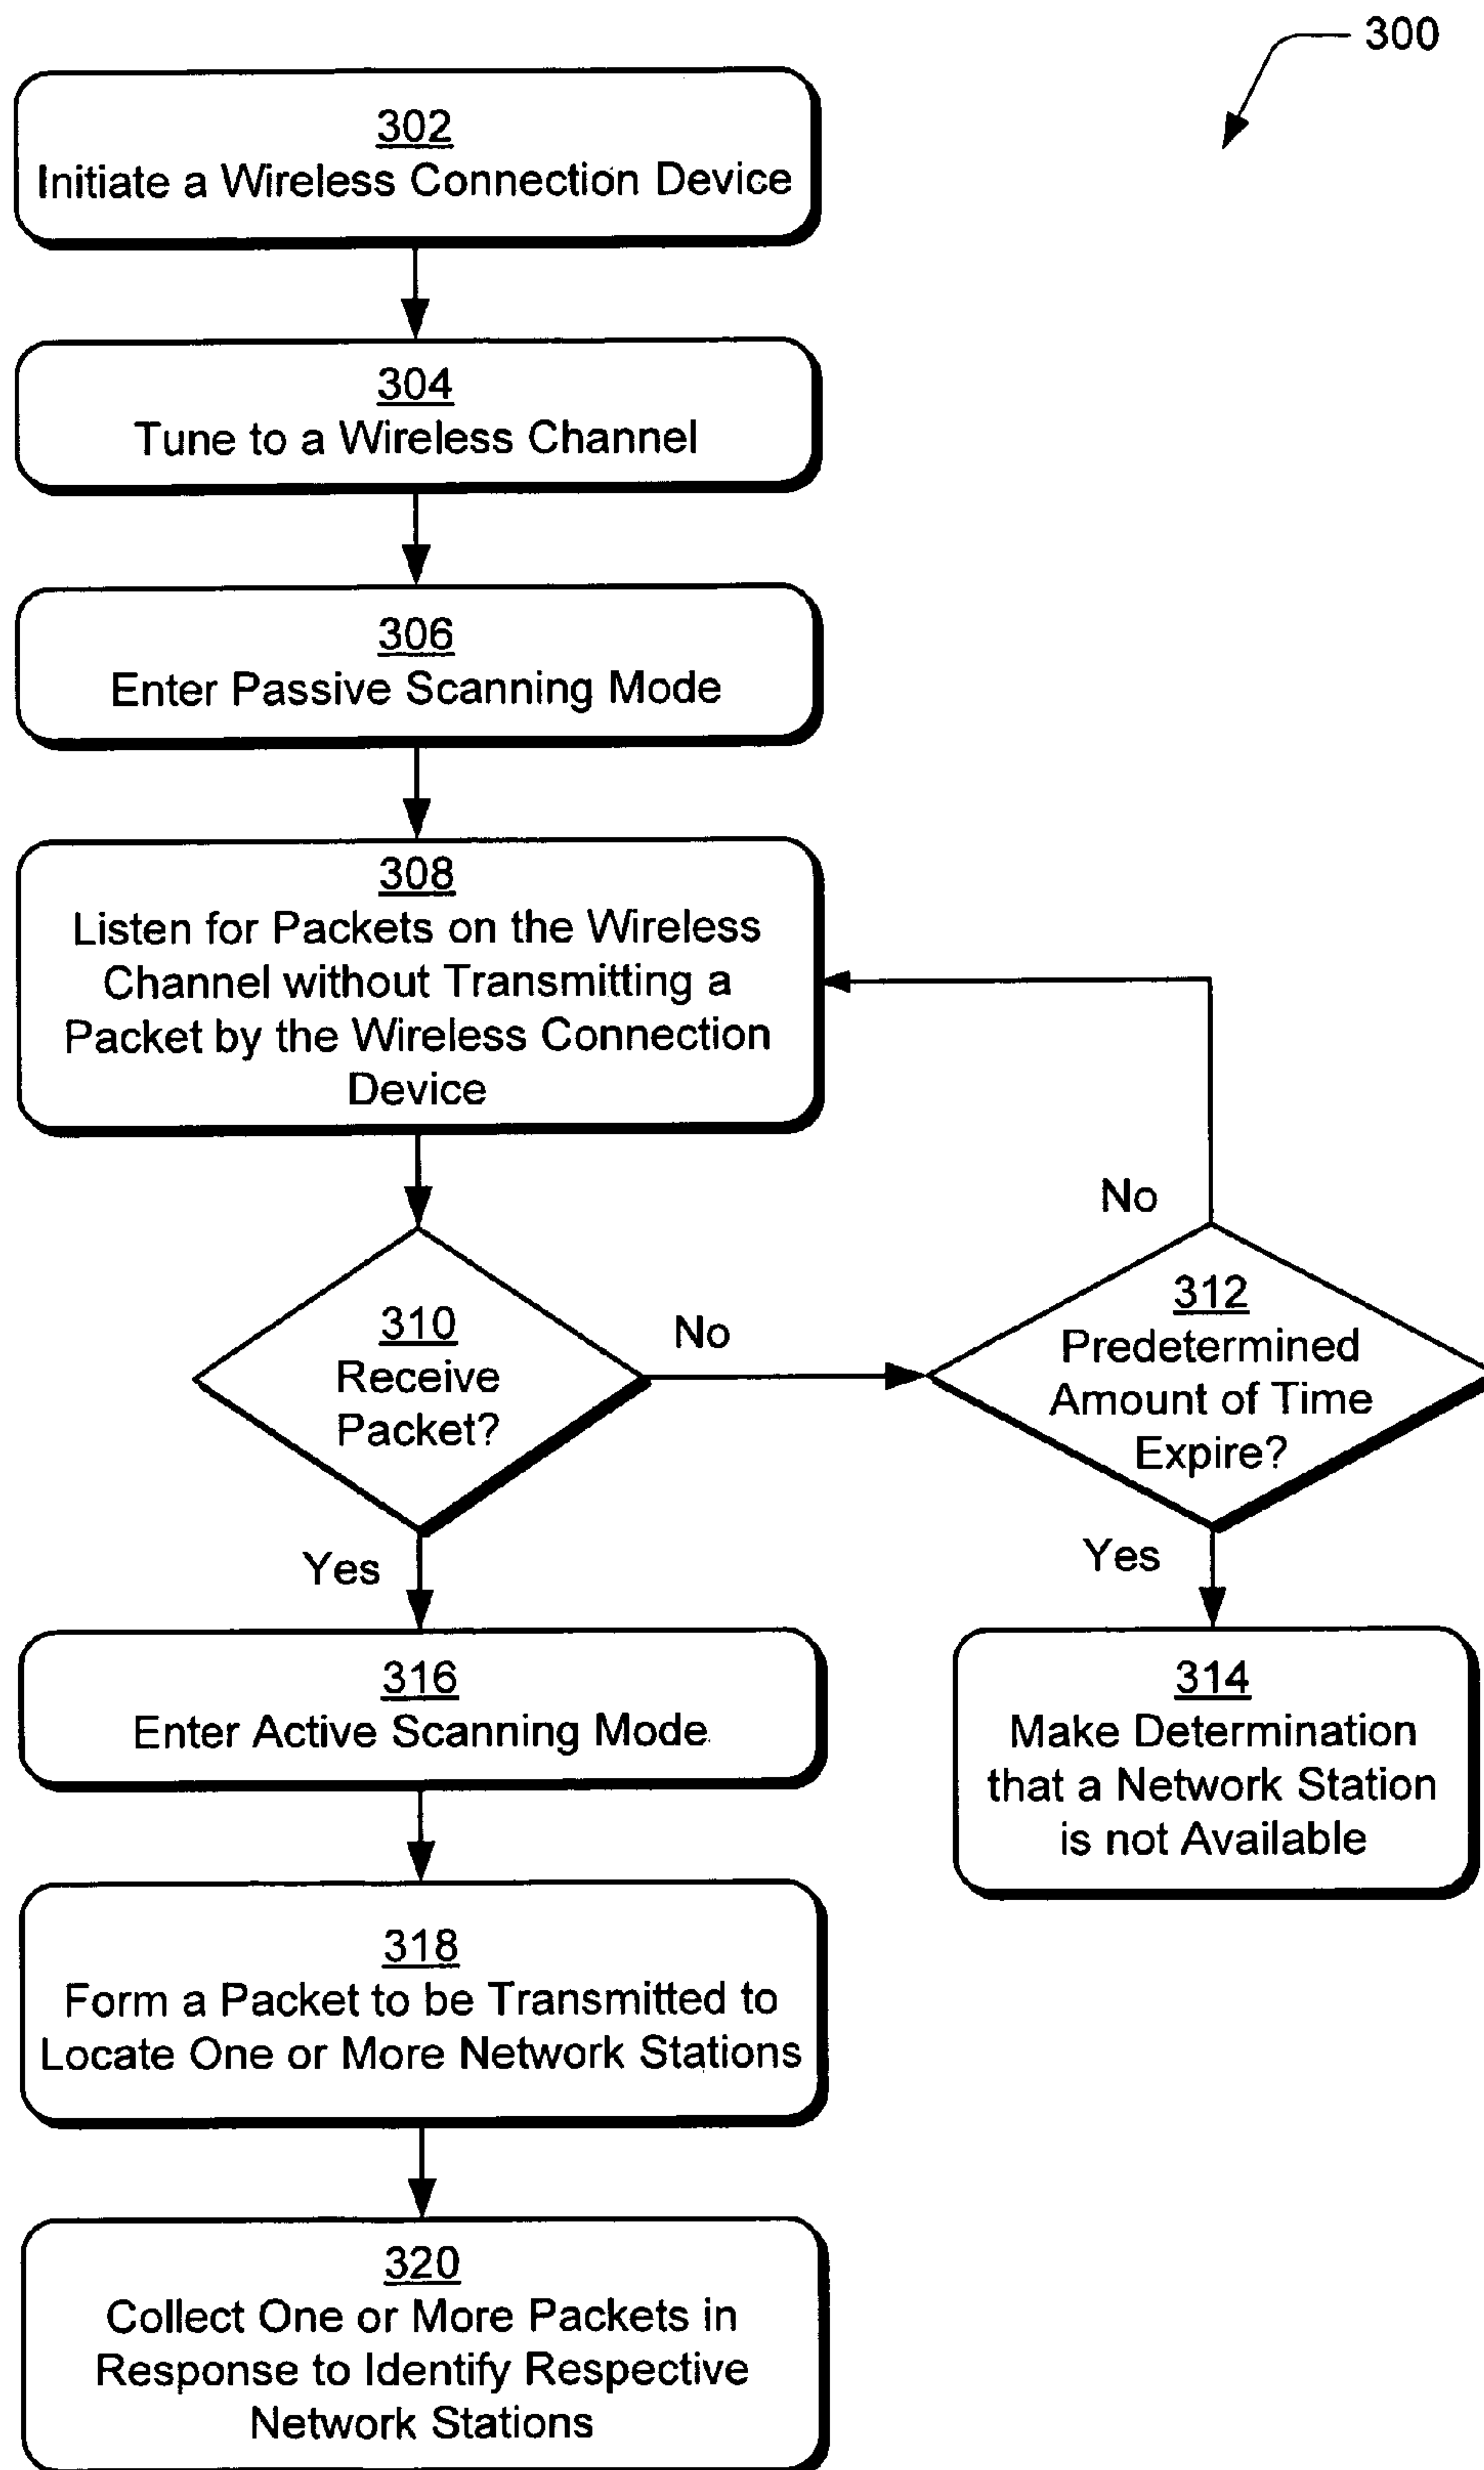 300
302
Initiate a Wireless Connection Device
304
Tune to a Wireless Channel
306
Enter Passive Scanning Mode
308
Listen for Packets on the Wireless
Channel without Transmitting a
Packet by the Wireless Connection
Device
310
Receive
Packet?
No
312
Predetermined
Amount of Time
Expire?
No
Yes
Yes
314
Make Determination
that a Network Station
is not Available
316
Enter Active Scanning Mode
318
Form a Packet to be Transmitted to
Locate One or More Network Stations
320
Collect One or More Packets in
Response to Identify Respective
Network Stations